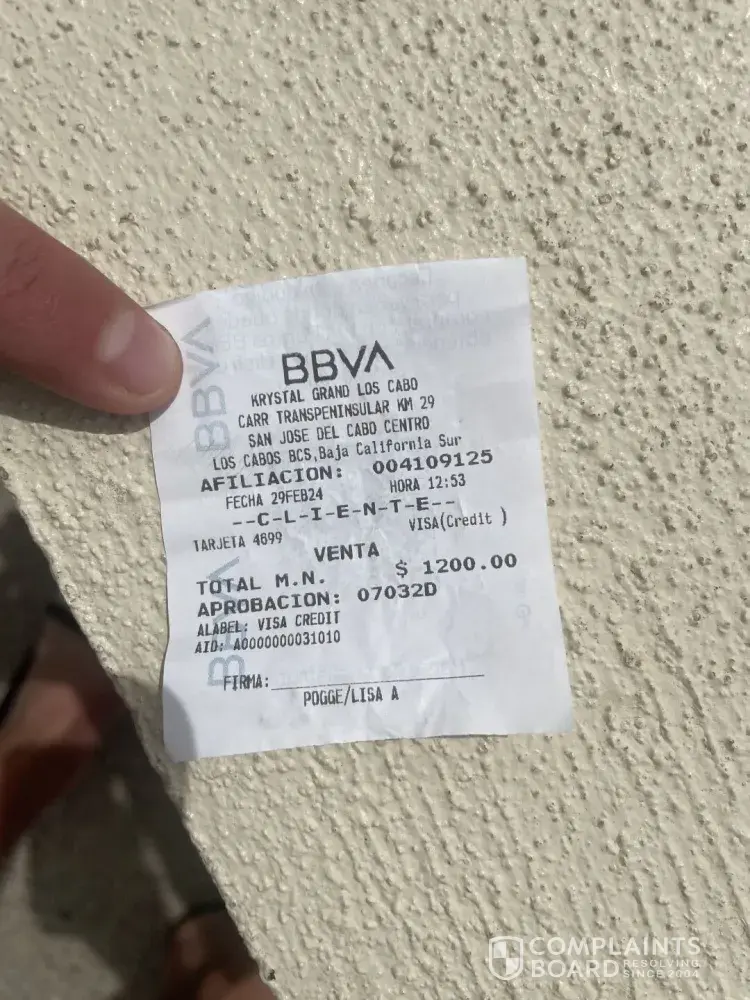 BBVA
KRYSTAL GRAND LOS CABO
CARR TRANSPENINSULAR KM 29
SAN JOSE DEL CABO CENTRO
LOS CABOS BCS,Baja California Sur
AFILIACION: 004109125
FECHA 29FEB24 HORA 12:53
--C-L-I-E-N-T-E--
TARJETA 4699 VISA(Credit )
VENTA
TOTAL M.N. $ 1200.00
APROBACION: 07032D
ALABEL: VISA CREDIT
AID: A0000000031010
FIRMA:
POGGE/LISA A
BBVA
BBVA
COMPLAINTS
BOARD RESOLVING
SINCE 2004